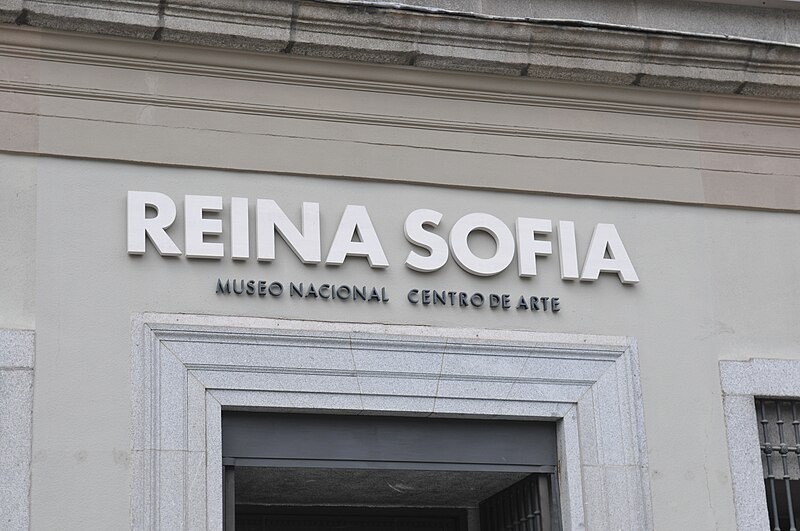 REINA SOFIA
MUSEO NACIONAL CENTRO DE ARTE